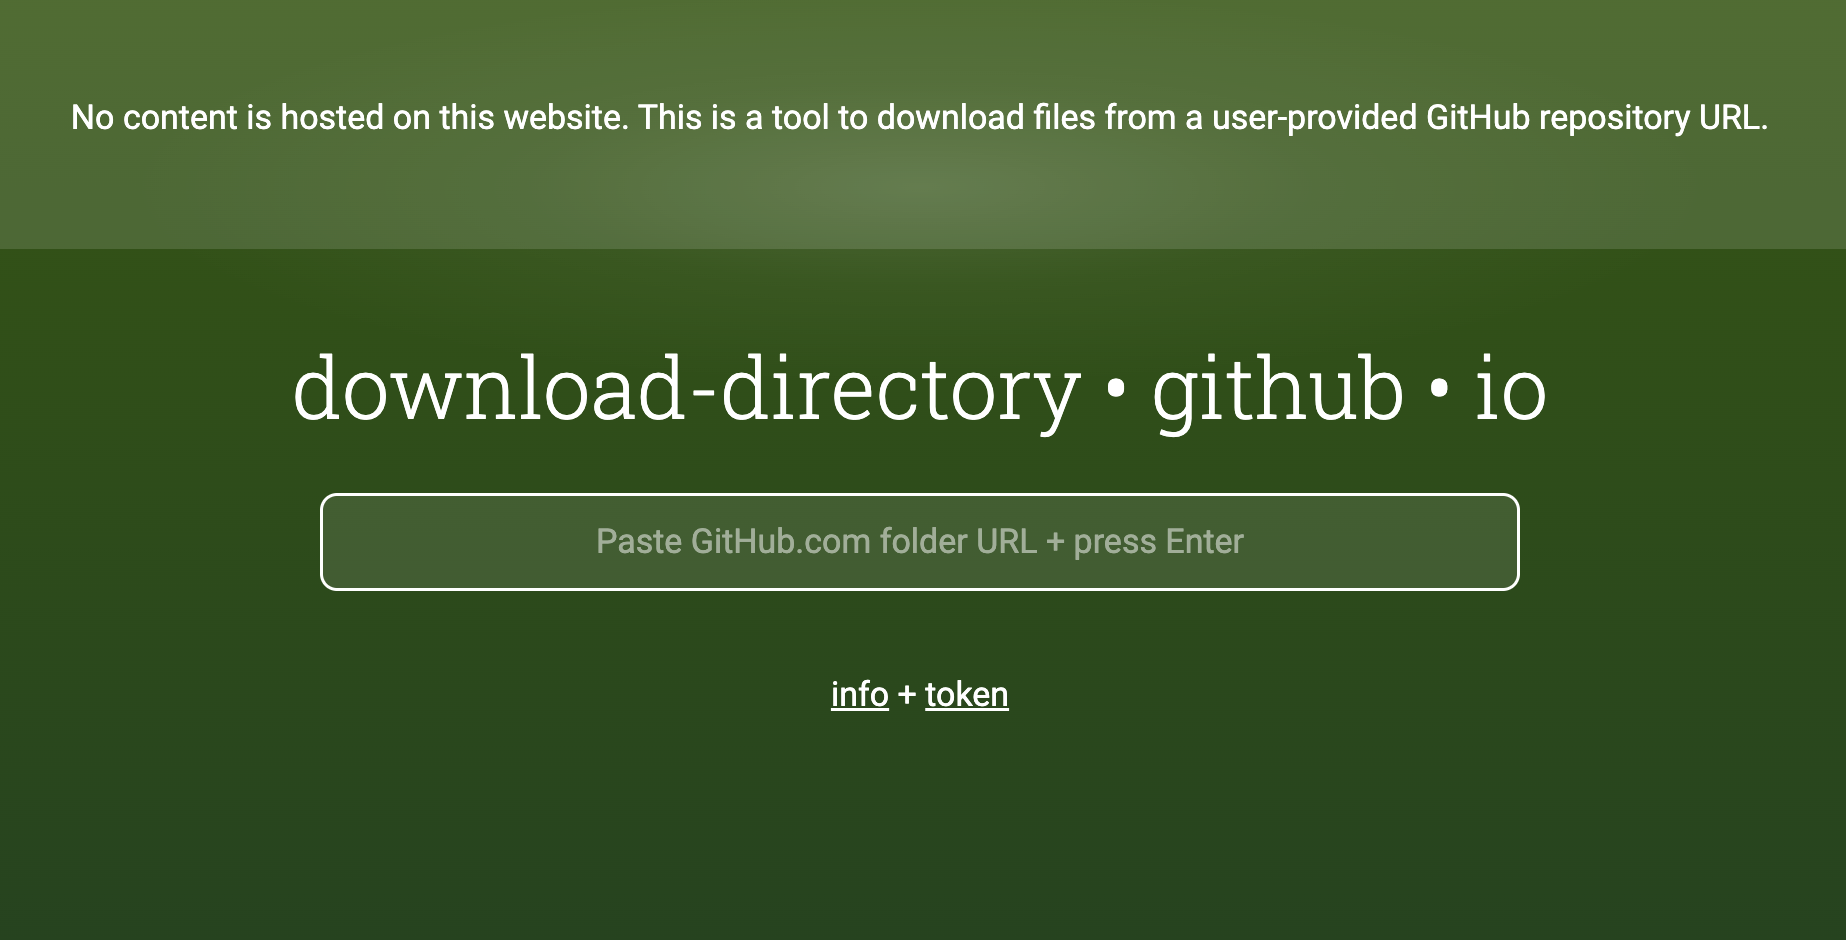 No content is hosted on this website. This is a tool to download files from a user-provided GitHub repository URL.
download-directory • github • io
Paste GitHub.com folder URL + press Enter
info + token